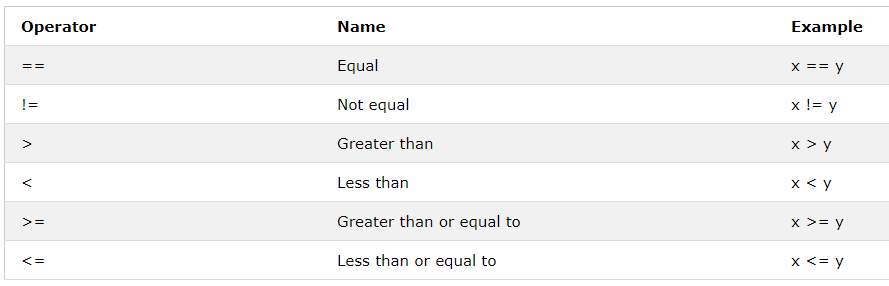 Operator Name Example
== Equal x == y
!= Not equal x != y
> Greater than x > y
< Less than x < y
>= Greater than or equal to x >= y
<= Less than or equal to x <= y